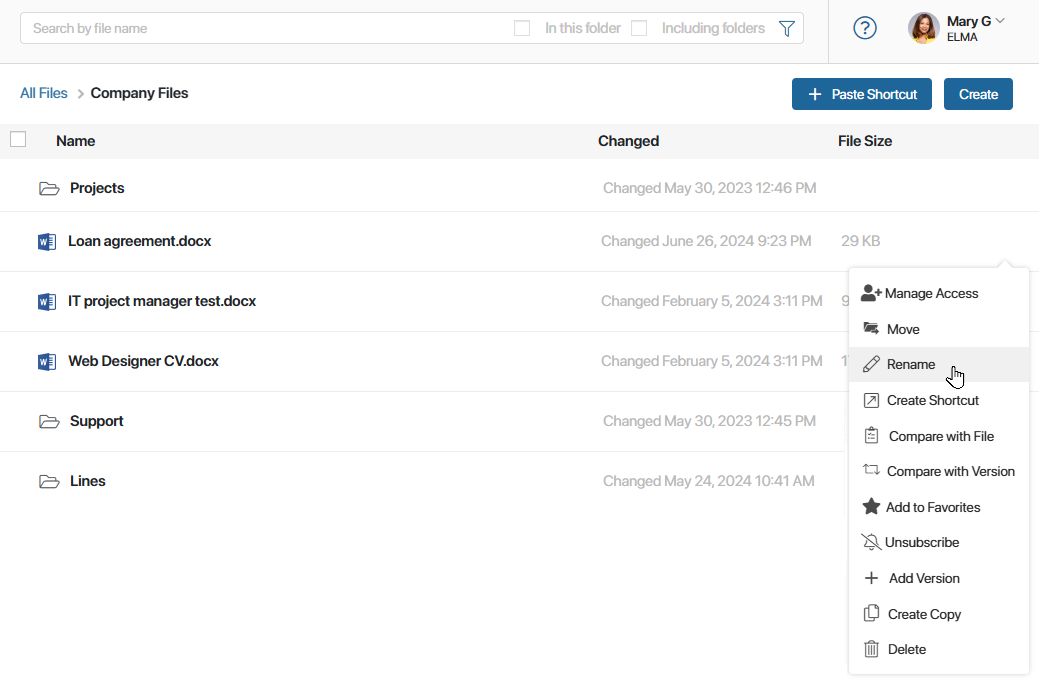 Search by file name In this folder Including folders ? Mary G
ELMA
All Files > Company Files + Paste Shortcut Create
Name Changed File Size
Projects Changed May 30, 2023 12:46 PM
Loan agreement.docx Changed June 26, 2024 9:23 PM 29 KB
IT project manager test.docx Changed February 5, 2024 3:11 PM
Web Designer CV.docx Changed February 5, 2024 3:11 PM
Support Changed May 30, 2023 12:45 PM
Lines Changed May 24, 2024 10:41 AM
Manage Access
Move
Rename
Create Shortcut
Compare with File
Compare with Version
Add to Favorites
Unsubscribe
Add Version
Create Copy
Delete